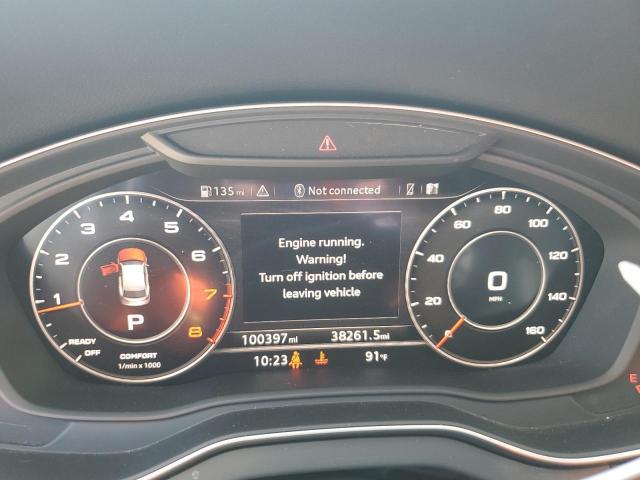 135 mi Not connected
3 4 5
2 6
1 7
8
P
READY
OFF
COMFORT
1/min x 1000
Engine running.
Warning!
Turn off ignition before
leaving vehicle
100397 mi 38261.5 mi
10:23 91°F
80
60 100
40 120
20 140
0 160
0
MPH
E